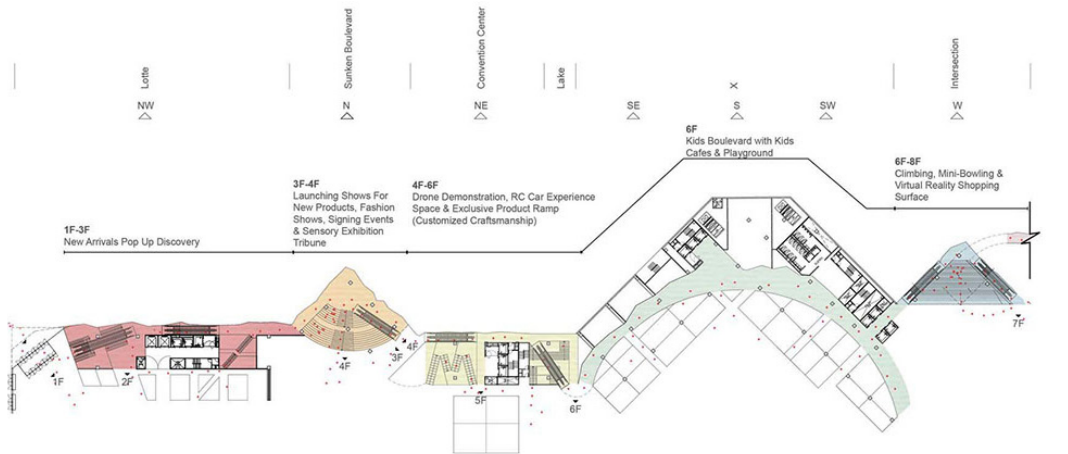 Lotte
Sunken Boulevard
Convention Center
Lake
X
Intersection
NW
N
NE
SE
S
SW
W
6F
Kids Boulevard with Kids
Cafes & Playground
6F-8F
Climbing, Mini-Bowling &
Virtual Reality Shopping
Surface
3F-4F
Launching Shows For
New Products, Fashion
Shows, Signing Events
& Sensory Exhibition
Tribune
4F-6F
Drone Demonstration, RC Car Experience
Space & Exclusive Product Ramp
(Customized Craftsmanship)
1F-3F
New Arrivals Pop Up Discovery
1F
2F
4F
3F
4F
5F
6F
7F